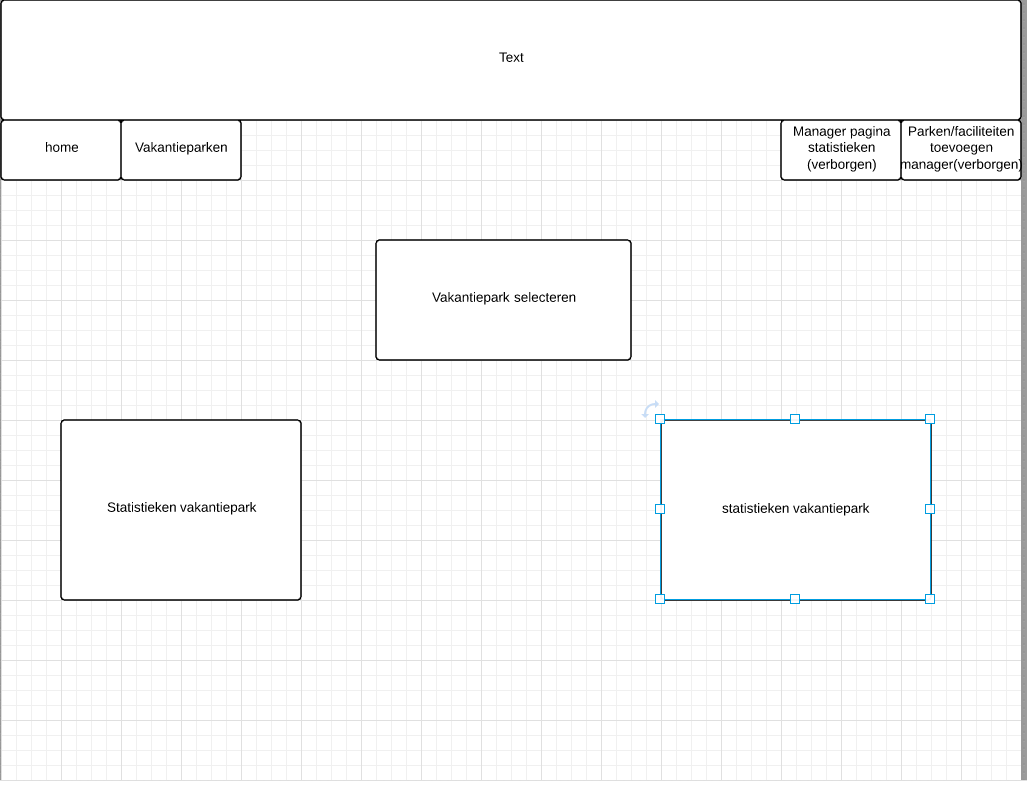 Text
home
Vakantieparken
Manager pagina
statistieken
(verborgen)
Parken/faciliteiten
toevoegen
manager(verborgen)
Vakantiepark selecteren
Statistieken vakantiepark
statistieken vakantiepark